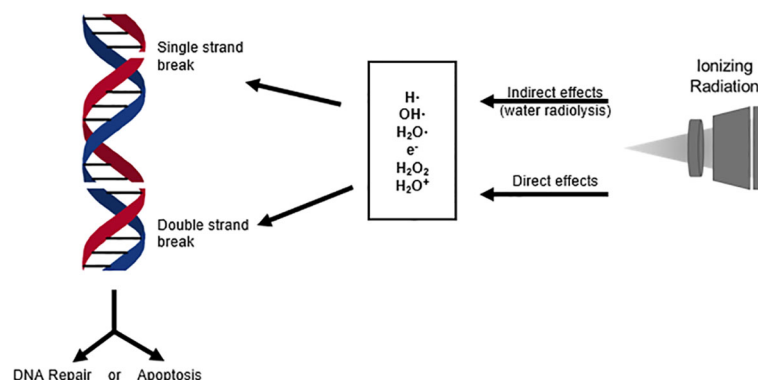 Single strand
break
H·
OH·
H₂O·
e⁻
H₂O₂
H₂O⁺
Indirect effects
(water radiolysis)
Direct effects
Ionizing
Radiation
Double strand
break
DNA Repair or Apoptosis